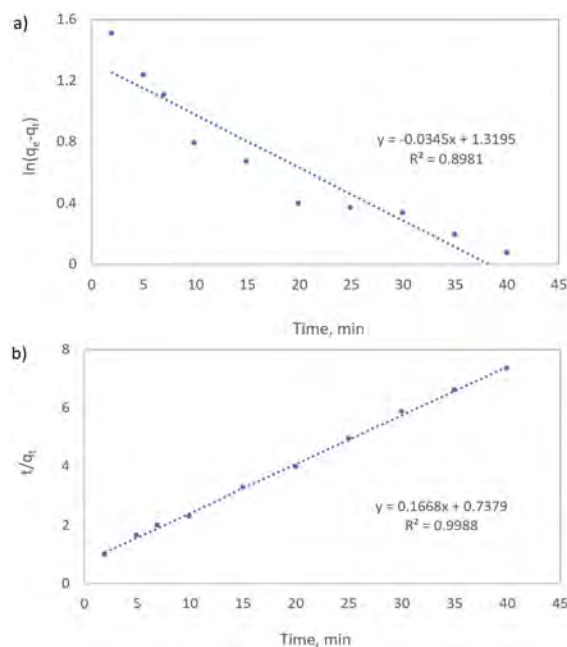 a)
1.6
1.2
0.8
0.4
0
ln(qe-qt)
y = -0.0345x + 1.3195
R² = 0.8981
0 5 10 15 20 25 30 35 40 45
Time, min
b)
8
6
4
2
0
t/qt
y = 0.1668x + 0.7379
R² = 0.9988
0 5 10 15 20 25 30 35 40 45
Time, min